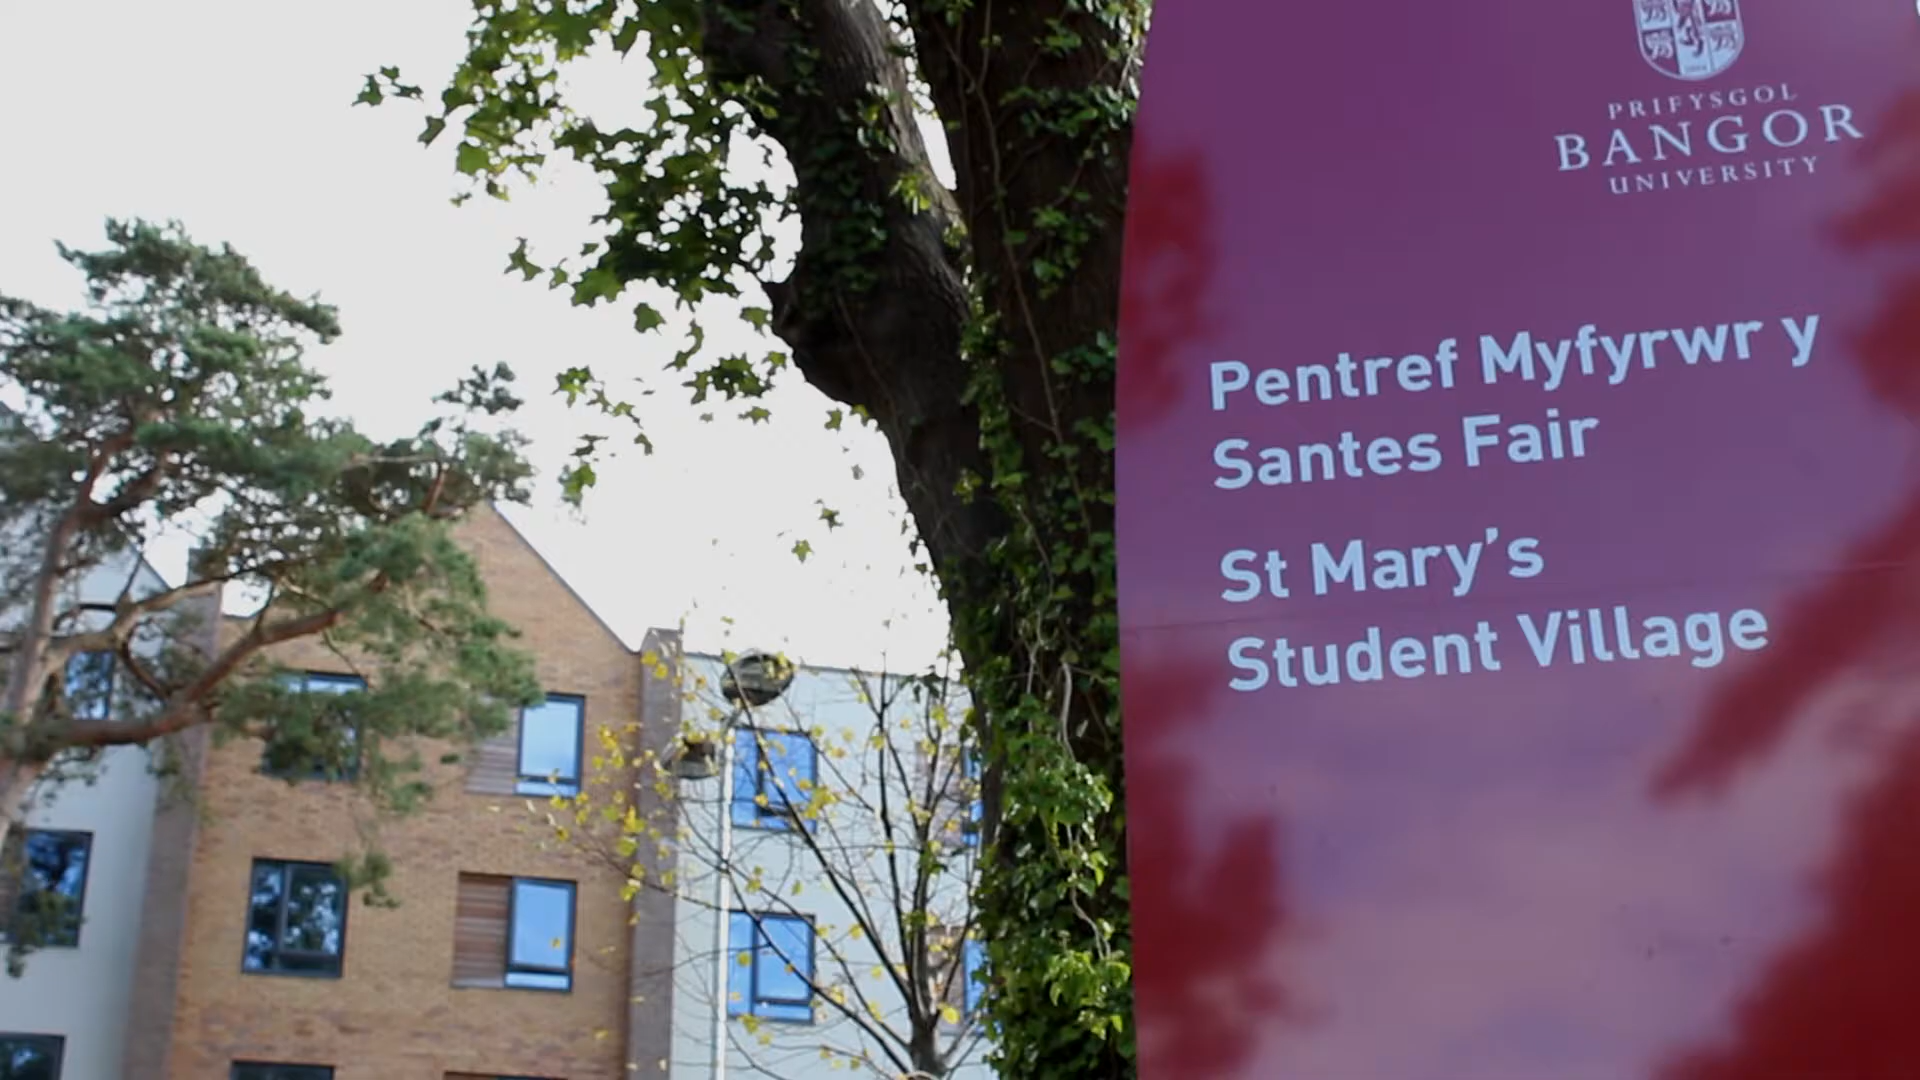 PRIFYSGOL
BANGOR
UNIVERSITY
Pentref Myfyrwr y
Santes Fair
St Mary's
Student Village